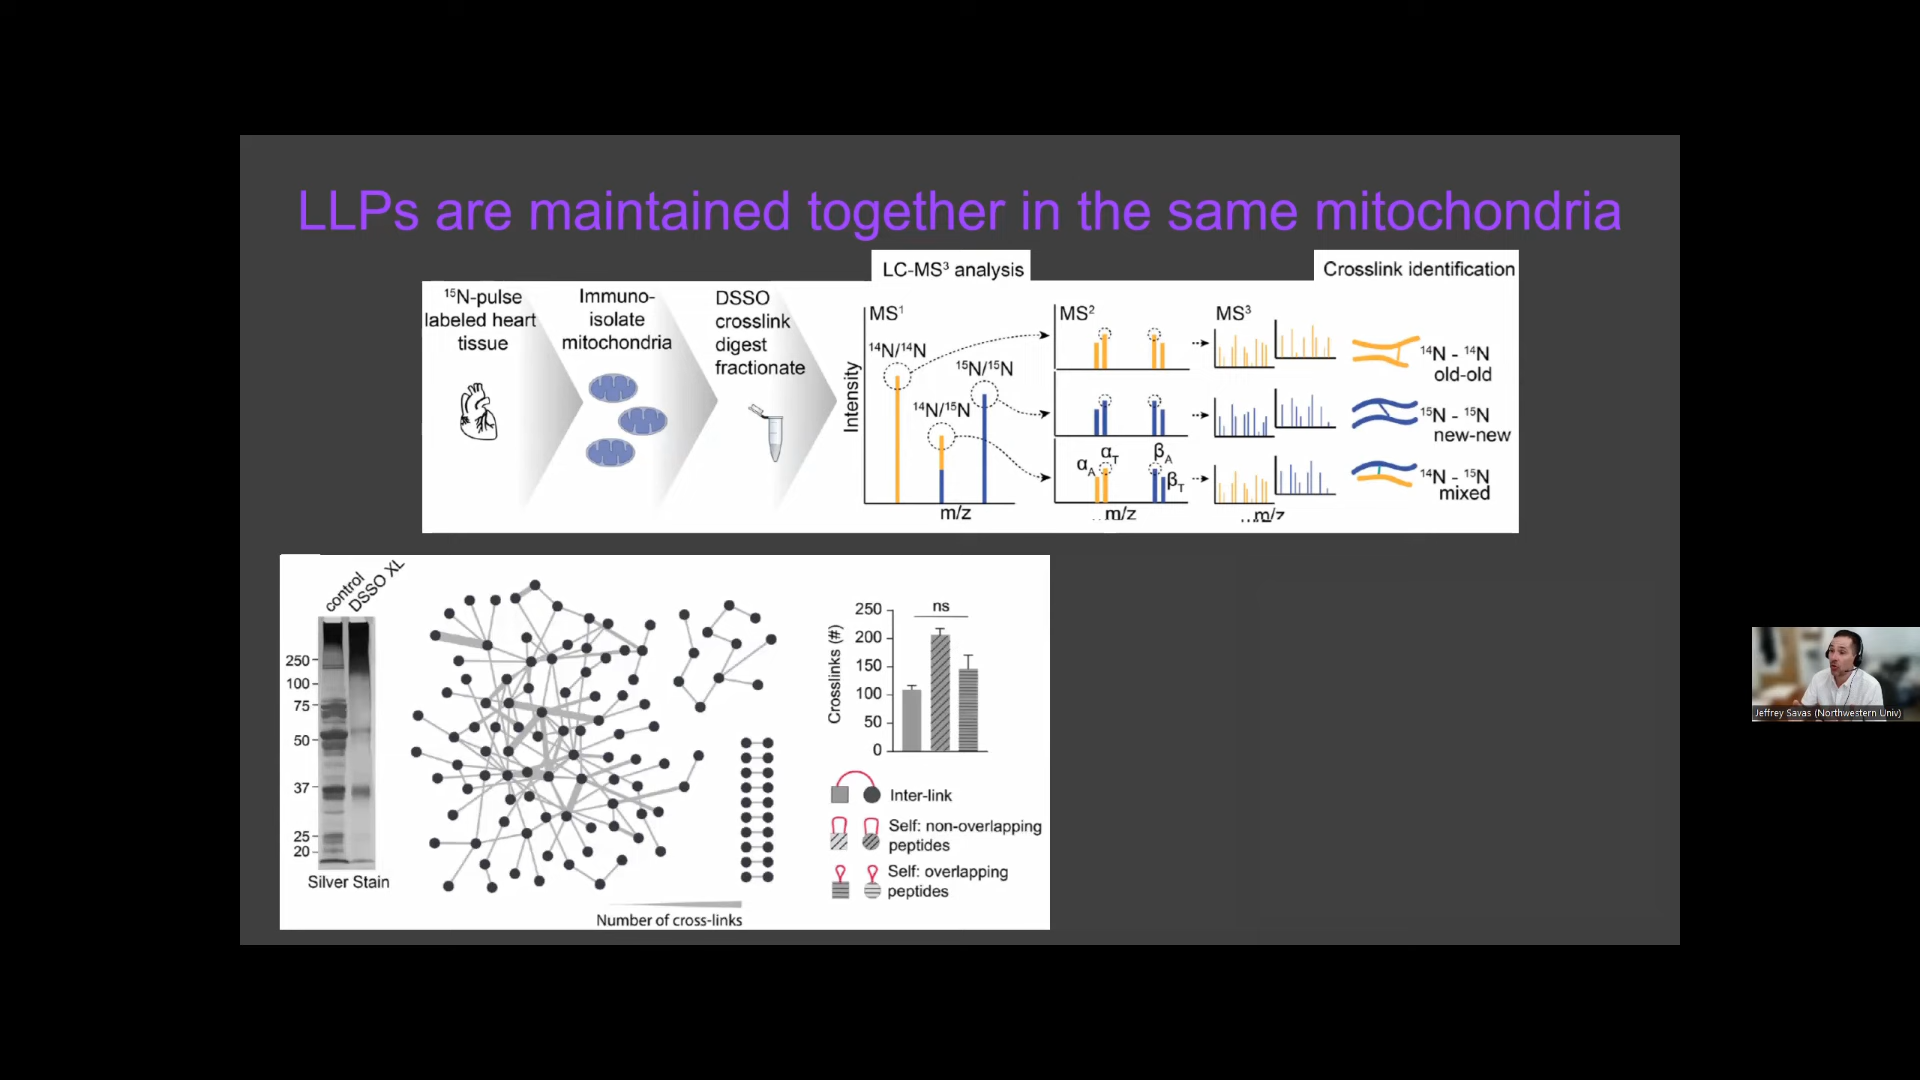 LLPs are maintained together in the same mitochondria
LC-MS³ analysis
Crosslink identification
¹⁵N-pulse
labeled heart
tissue
Immuno-
isolate
mitochondria
DSSO
crosslink
digest
fractionate
Intensity
MS¹
¹⁴N/¹⁴N
¹⁵N/¹⁵N
¹⁴N/¹⁵N
m/z
MS²
α_A
α_T
β_A
β_T
m/z
MS³
m/z
¹⁴N - ¹⁴N
old-old
¹⁵N - ¹⁵N
new-new
¹⁴N - ¹⁵N
mixed
control
DSSO XL
250
100
75
50
37
25
20
Silver Stain
Number of cross-links
Crosslinks (#)
250
200
150
100
50
0
ns
Inter-link
Self: non-overlapping
peptides
Self: overlapping
peptides
Jeffrey Savas (Northwestern Univ)